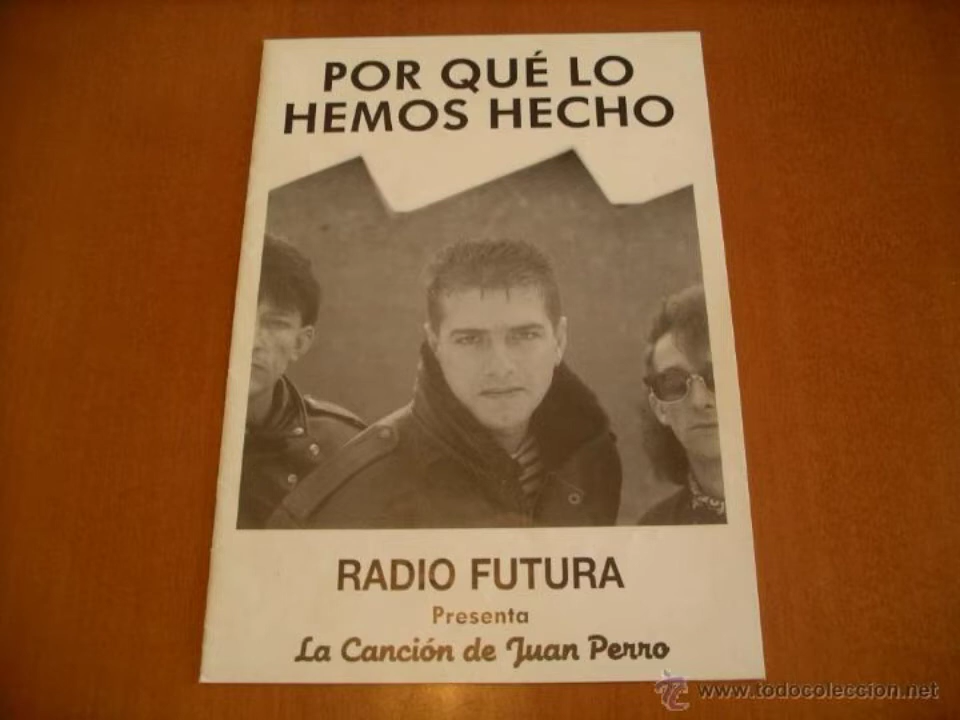 POR QUÉ LO
HEMOS HECHO
RADIO FUTURA
Presenta
La Canción de Juan Perro
www.todocoleccion.net